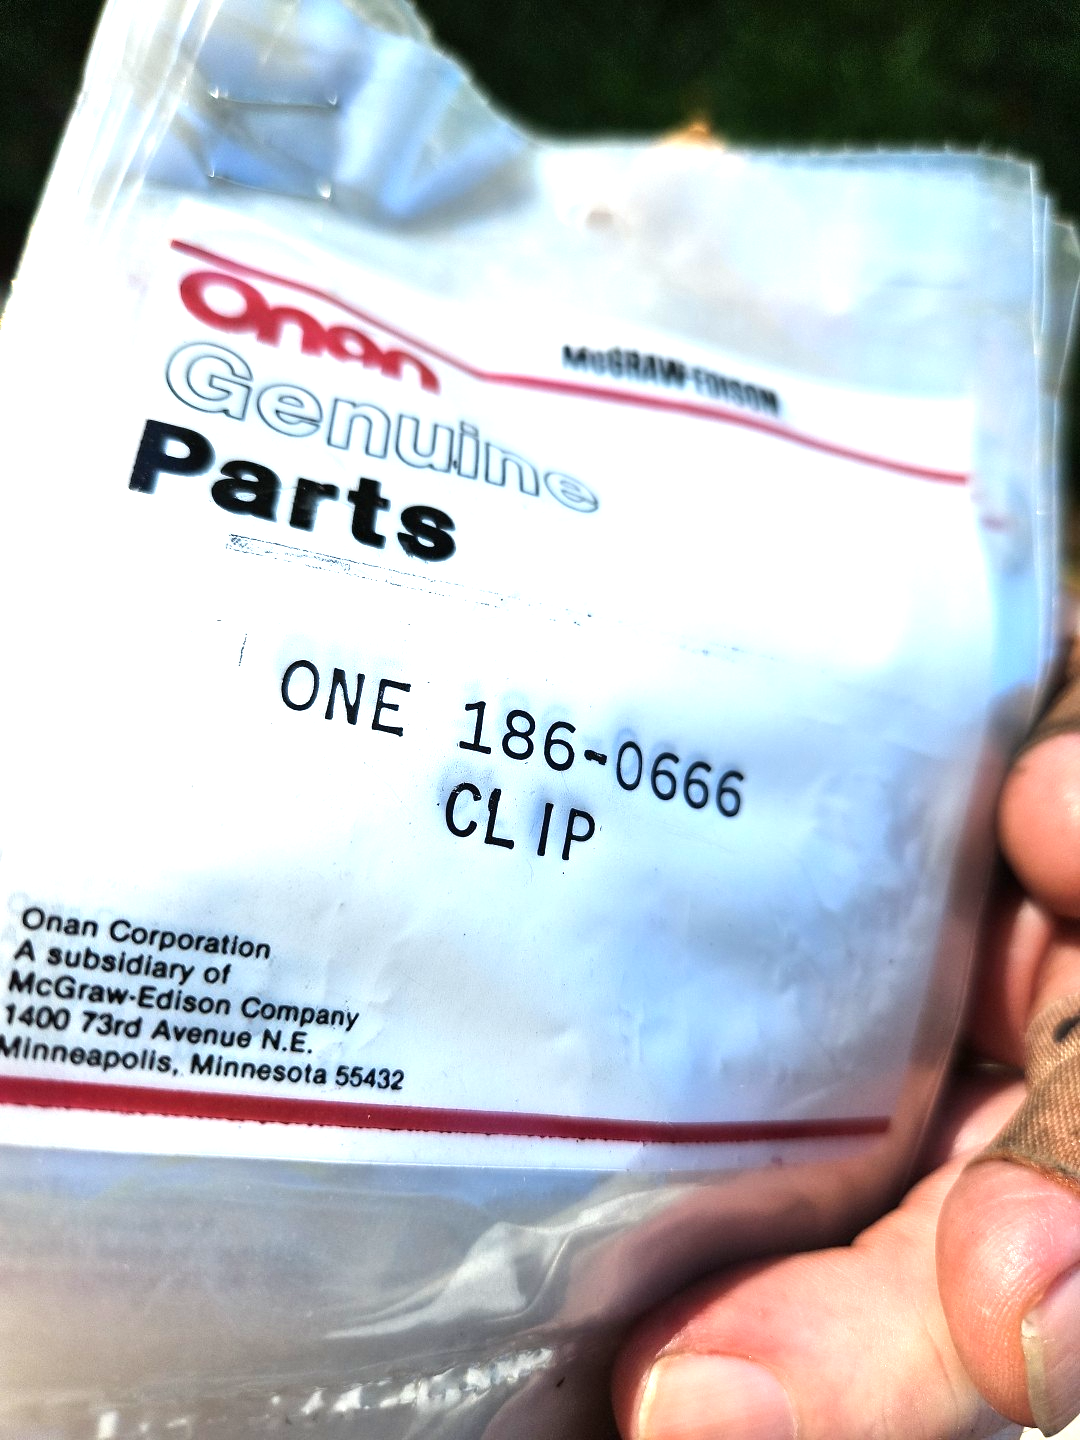 Onan
McGRAW-EDISON
Genuine
Parts
ONE 186-0666
CLIP
Onan Corporation
A subsidiary of
McGraw-Edison Company
1400 73rd Avenue N.E.
Minneapolis, Minnesota 55432